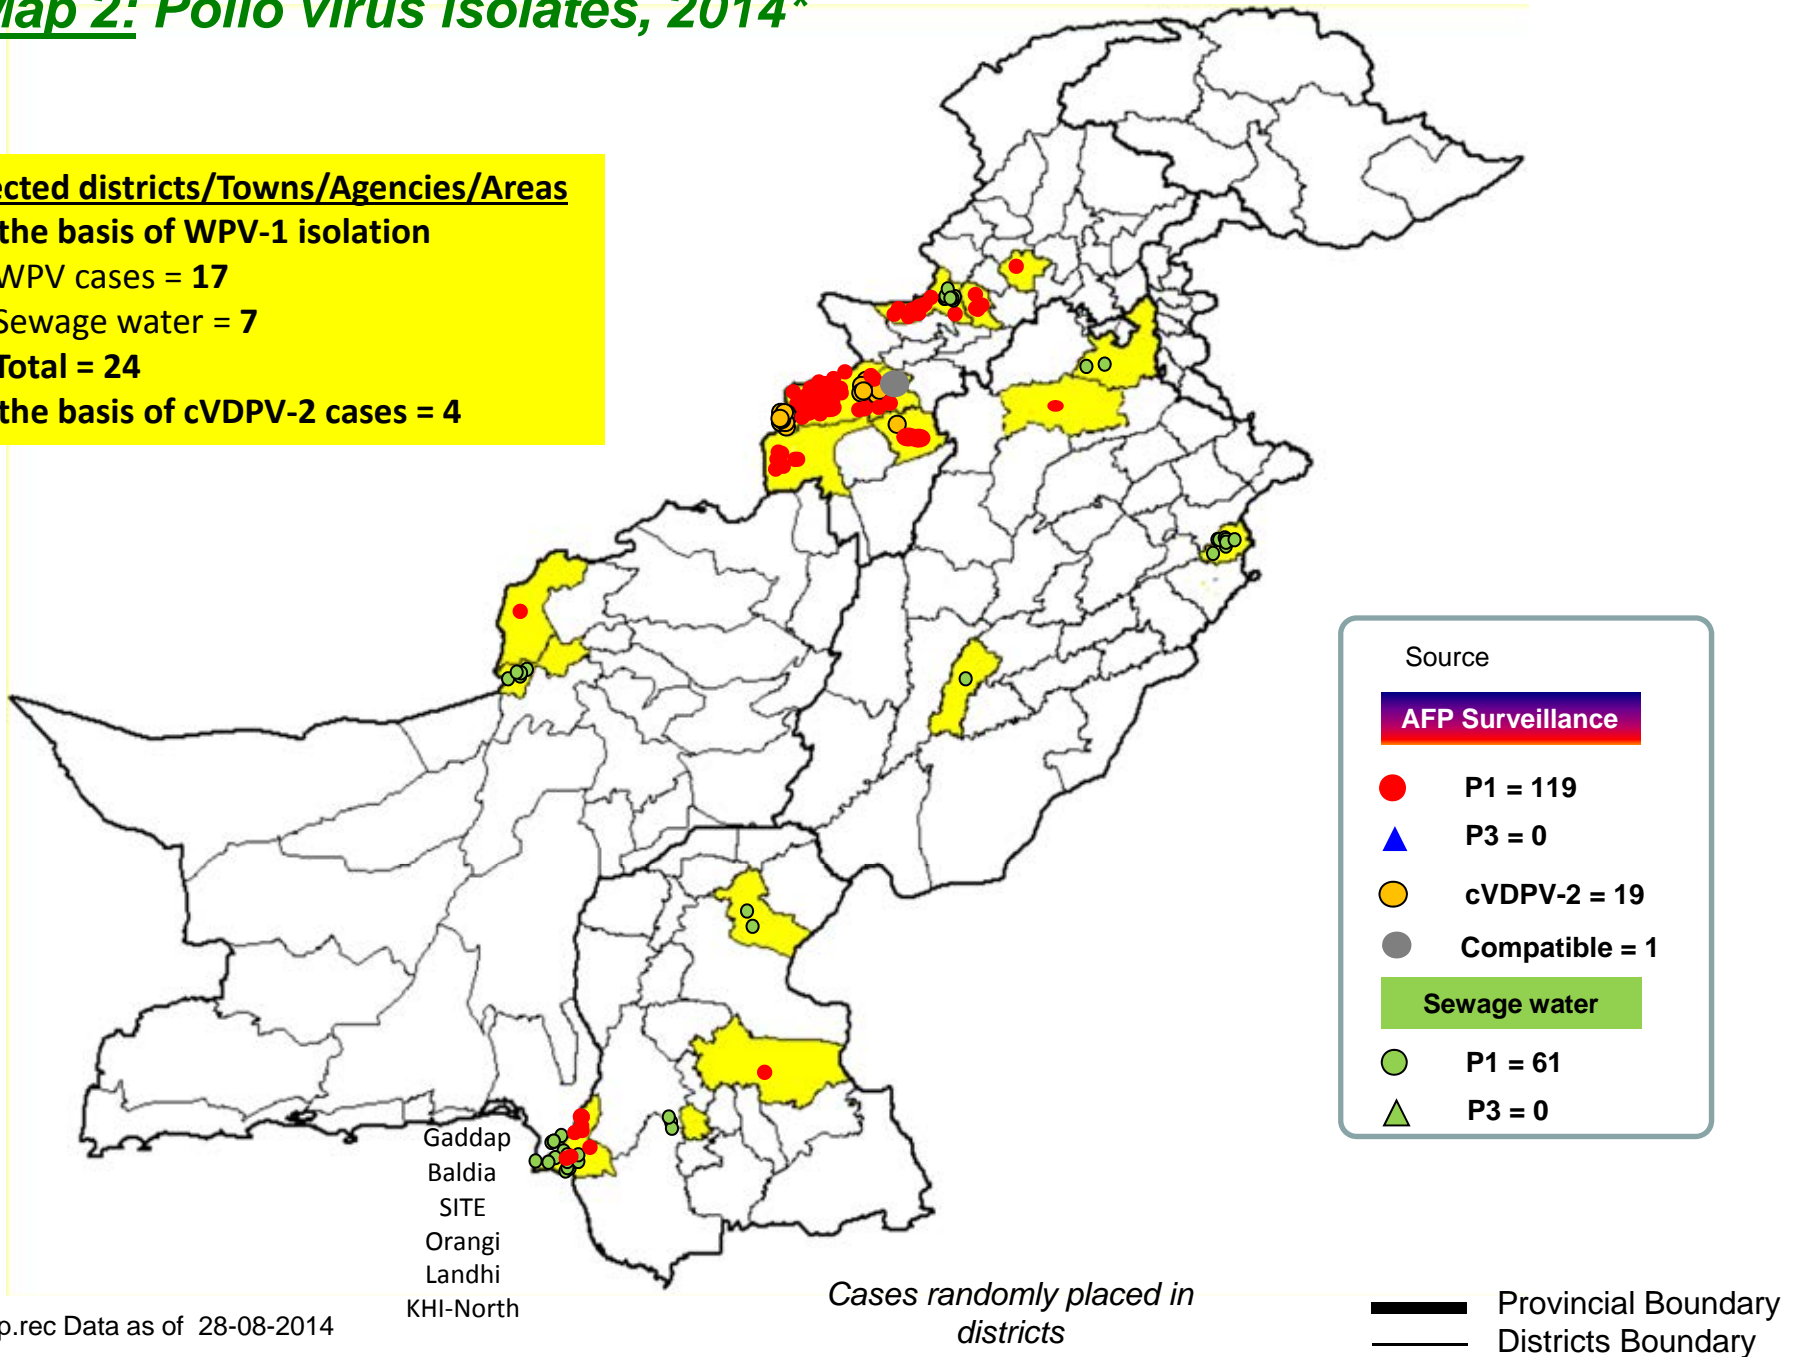 Map 2: Polio Virus Isolates, 2014*
ected districts/Towns/Agencies/Areas
the basis of WPV-1 isolation
WPV cases = 17
Sewage water = 7
Total = 24
the basis of cVDPV-2 cases = 4
Source
AFP Surveillance
P1 = 119
P3 = 0
cVDPV-2 = 19
Compatible = 1
Sewage water
P1 = 61
P3 = 0
Gaddap
Baldia
SITE
Orangi
Landhi
KHI-North
Cases randomly placed in
districts
Provincial Boundary
Districts Boundary
p.rec Data as of 28-08-2014